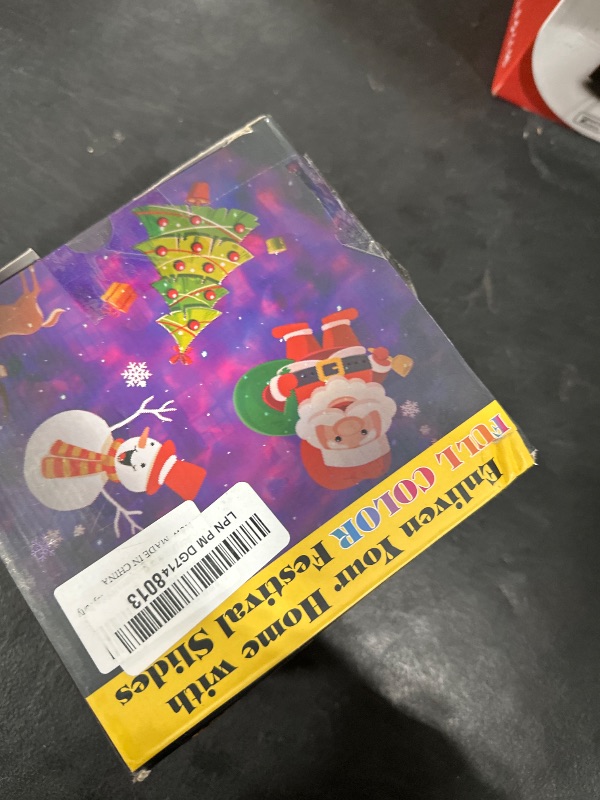 Enliven Your Home with
FULL COLOR Festival Slides
LPN PM DG7148013
MADE IN CHINA